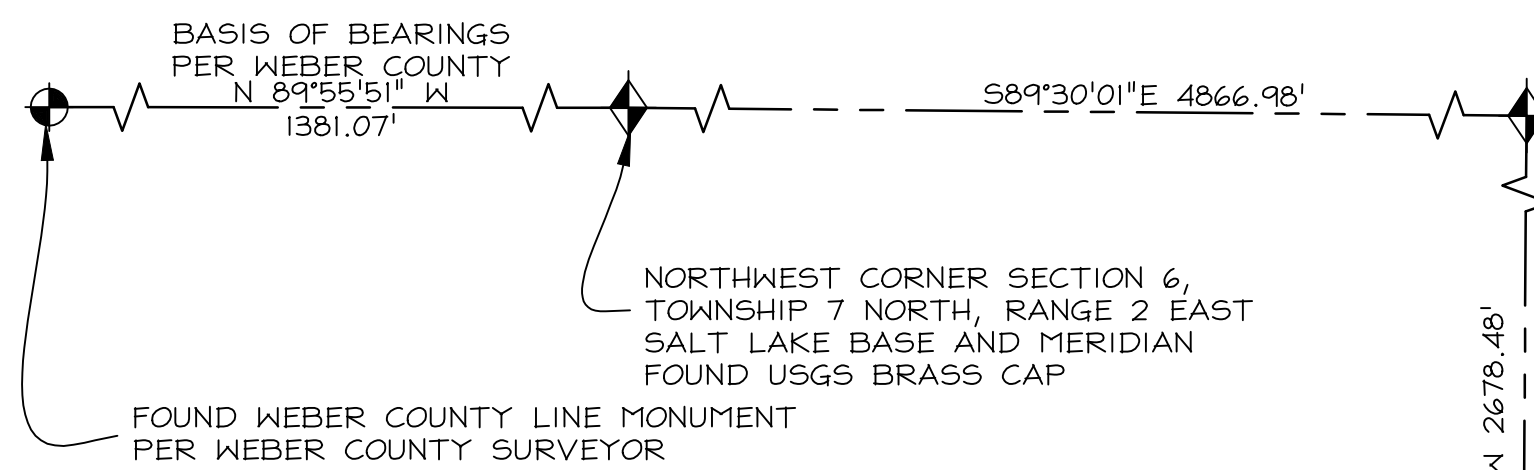 BASIS OF BEARINGS
PER WEBER COUNTY
N 89°55'51" W
1381.07'
S89°30'01"E 4866.98'
NORTHWEST CORNER SECTION 6,
TOWNSHIP 7 NORTH, RANGE 2 EAST
SALT LAKE BASE AND MERIDIAN
FOUND USGS BRASS CAP
W 2678.48'
FOUND WEBER COUNTY LINE MONUMENT
PER WEBER COUNTY SURVEYOR